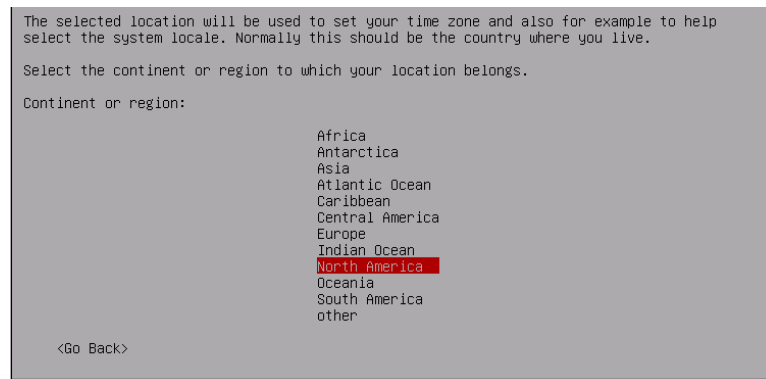 The selected location will be used to set your time zone and also for example to help
select the system locale. Normally this should be the country where you live.
Select the continent or region to which your location belongs.
Continent or region:
Africa
Antarctica
Asia
Atlantic Ocean
Caribbean
Central America
Europe
Indian Ocean
North America
Oceania
South America
other
<Go Back>